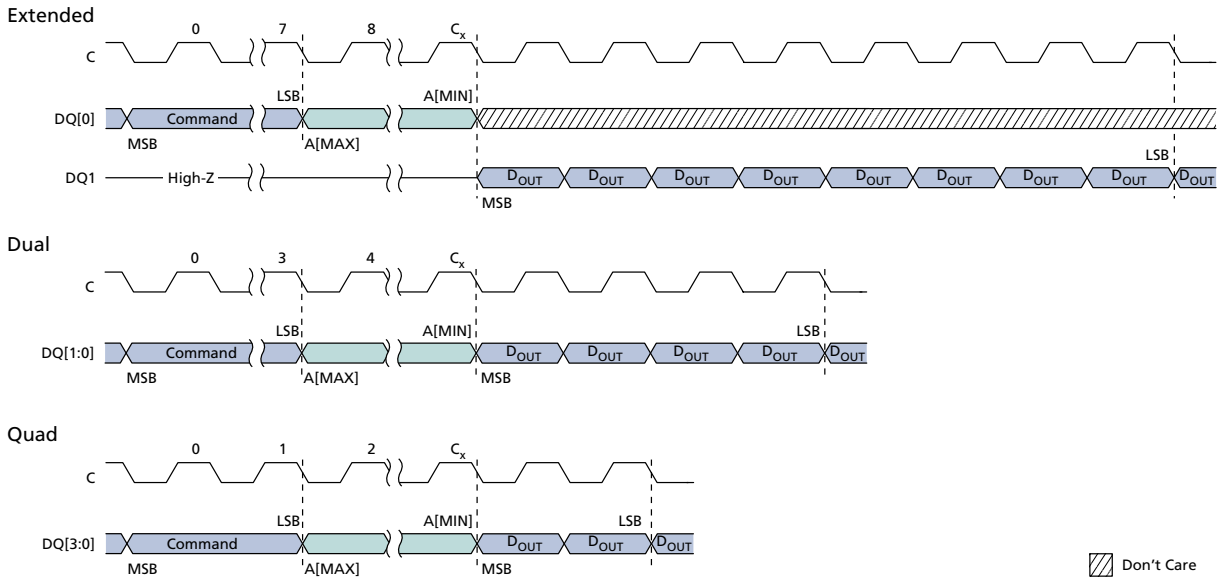 Extended
0 7 8 Cx
C
LSB A[MIN]
DQ[0] Command
MSB A[MAX]
LSB
DQ1 High-Z DOUT DOUT DOUT DOUT DOUT DOUT DOUT DOUT DOUT
MSB
Dual
0 3 4 Cx
C
LSB A[MIN] LSB
DQ[1:0] Command DOUT DOUT DOUT DOUT DOUT
MSB A[MAX] MSB
Quad
0 1 2 Cx
C
LSB A[MIN] LSB
DQ[3:0] Command DOUT DOUT DOUT
MSB A[MAX] MSB
Don't Care